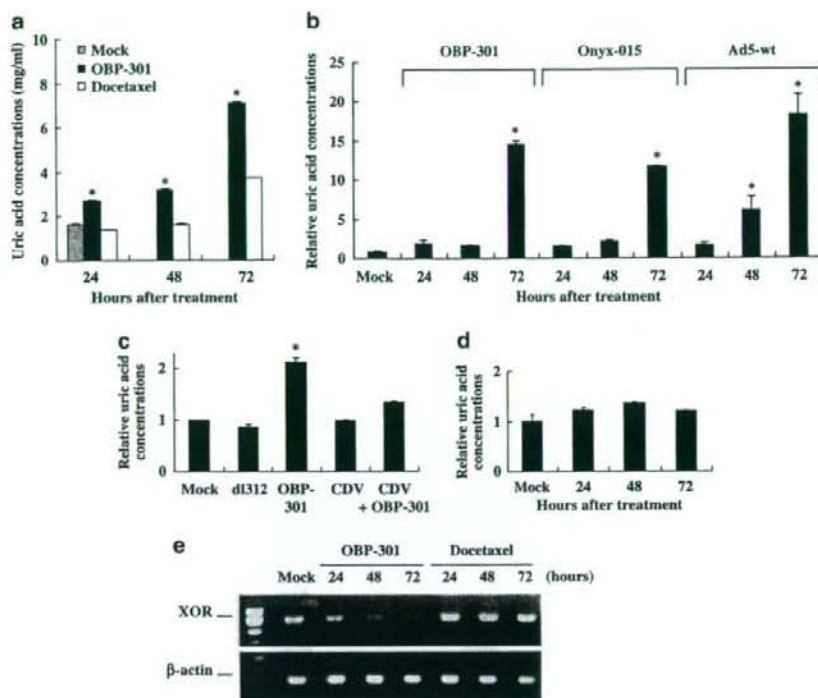 a
Uric acid concentrations (mg/ml)
10
8
6
4
2
0
Mock
OBP-301
Docetaxel
*
*
*
24
48
72
Hours after treatment
b
Relative uric acid concentrations
25
20
15
10
5
0
OBP-301
Onyx-015
Ad5-wt
*
*
*
*
Mock
24
48
72
24
48
72
24
48
72
Hours after treatment
c
Relative uric acid
concentrations
2
1
0
*
Mock
dl312
OBP-
301
CDV
CDV
+ OBP-301
d
Relative uric acid
concentrations
2
1
0
Mock
24
48
72
Hours after treatment
e
OBP-301
Docetaxel
Mock
24
48
72
24
48
72
(hours)
XOR
β-actin